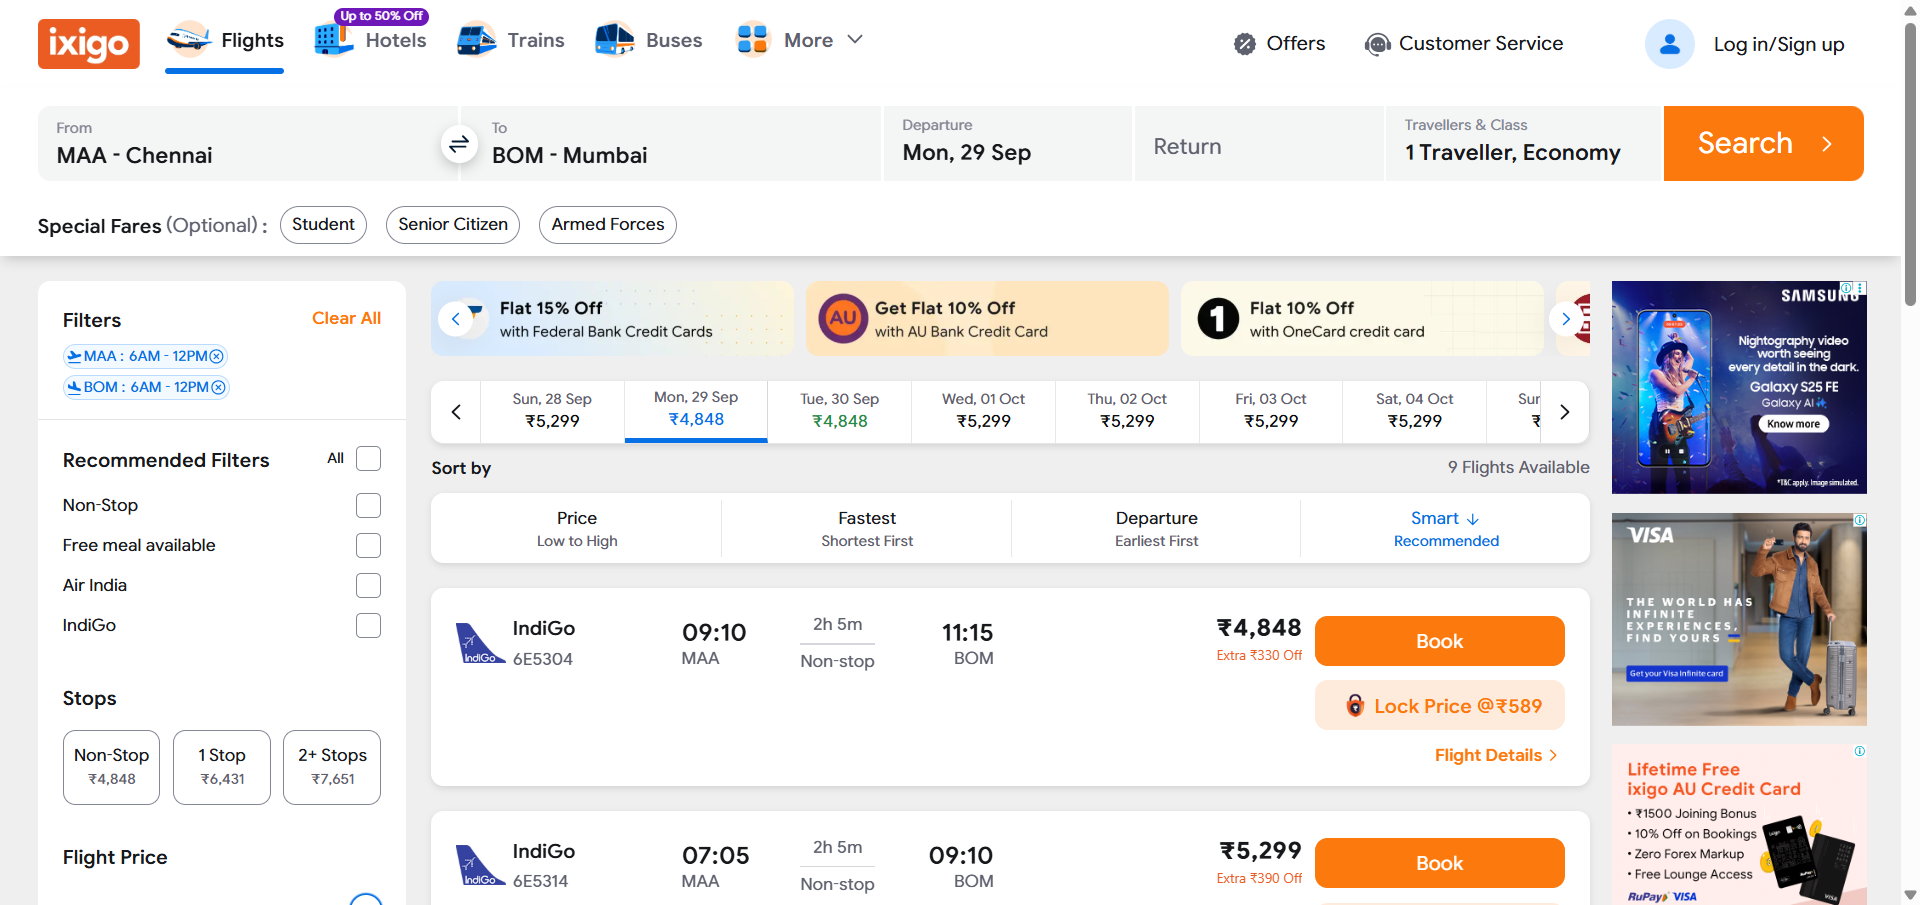 ixigo
Flights
Up to 50% Off
Hotels
Trains
Buses
More
Offers
Customer Service
Log in/Sign up
From
MAA - Chennai
To
BOM - Mumbai
Departure
Mon, 29 Sep
Return
Travellers & Class
1 Traveller, Economy
Search
Special Fares (Optional) :
Student
Senior Citizen
Armed Forces
Filters
Clear All
MAA : 6AM - 12PM
BOM : 6AM - 12PM
Recommended Filters
All
Non-Stop
Free meal available
Air India
IndiGo
Stops
Non-Stop
₹4,848
1 Stop
₹6,431
2+ Stops
₹7,651
Flight Price
Flat 15% Off
with Federal Bank Credit Cards
AU
Get Flat 10% Off
with AU Bank Credit Card
1
Flat 10% Off
with OneCard credit card
Sun, 28 Sep
₹5,299
Mon, 29 Sep
₹4,848
Tue, 30 Sep
₹4,848
Wed, 01 Oct
₹5,299
Thu, 02 Oct
₹5,299
Fri, 03 Oct
₹5,299
Sat, 04 Oct
₹5,299
Sur
₹
Sort by
9 Flights Available
Price
Low to High
Fastest
Shortest First
Departure
Earliest First
Smart
Recommended
IndiGo
IndiGo
6E5304
09:10
MAA
2h 5m
Non-stop
11:15
BOM
₹4,848
Extra ₹330 Off
Book
Lock Price @₹589
Flight Details
IndiGo
IndiGo
6E5314
07:05
MAA
2h 5m
Non-stop
09:10
BOM
₹5,299
Extra ₹390 Off
Book
SAMSUNG
Nightography video
worth seeing
every detail in the dark.
Galaxy S25 FE
Galaxy AI
Know more
*T&C apply. Image simulated.
VISA
THE WORLD HAS
INFINITE
EXPERIENCES,
FIND YOURS
Get your Visa Infinite card
Lifetime Free
ixigo AU Credit Card
• ₹1500 Joining Bonus
• 10% Off on Bookings
• Zero Forex Markup
• Free Lounge Access
RuPay VISA